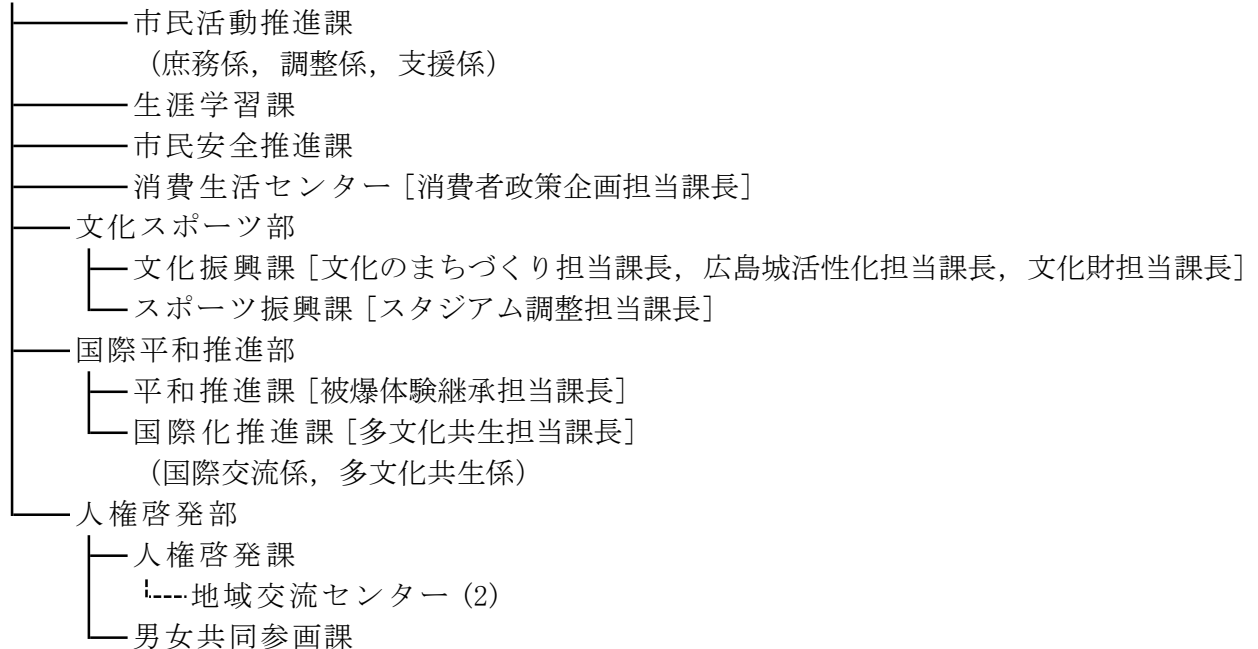 市民活動推進課
（庶務係，調整係，支援係）
生涯学習課
市民安全推進課
消費生活センター［消費者政策企画担当課長］
文化スポーツ部
文化振興課［文化のまちづくり担当課長，広島城活性化担当課長，文化財担当課長］
スポーツ振興課［スタジアム調整担当課長］
国際平和推進部
平和推進課［被爆体験継承担当課長］
国際化推進課［多文化共生担当課長］
（国際交流係，多文化共生係）
人権啓発部
人権啓発課
地域交流センター (2)
男女共同参画課